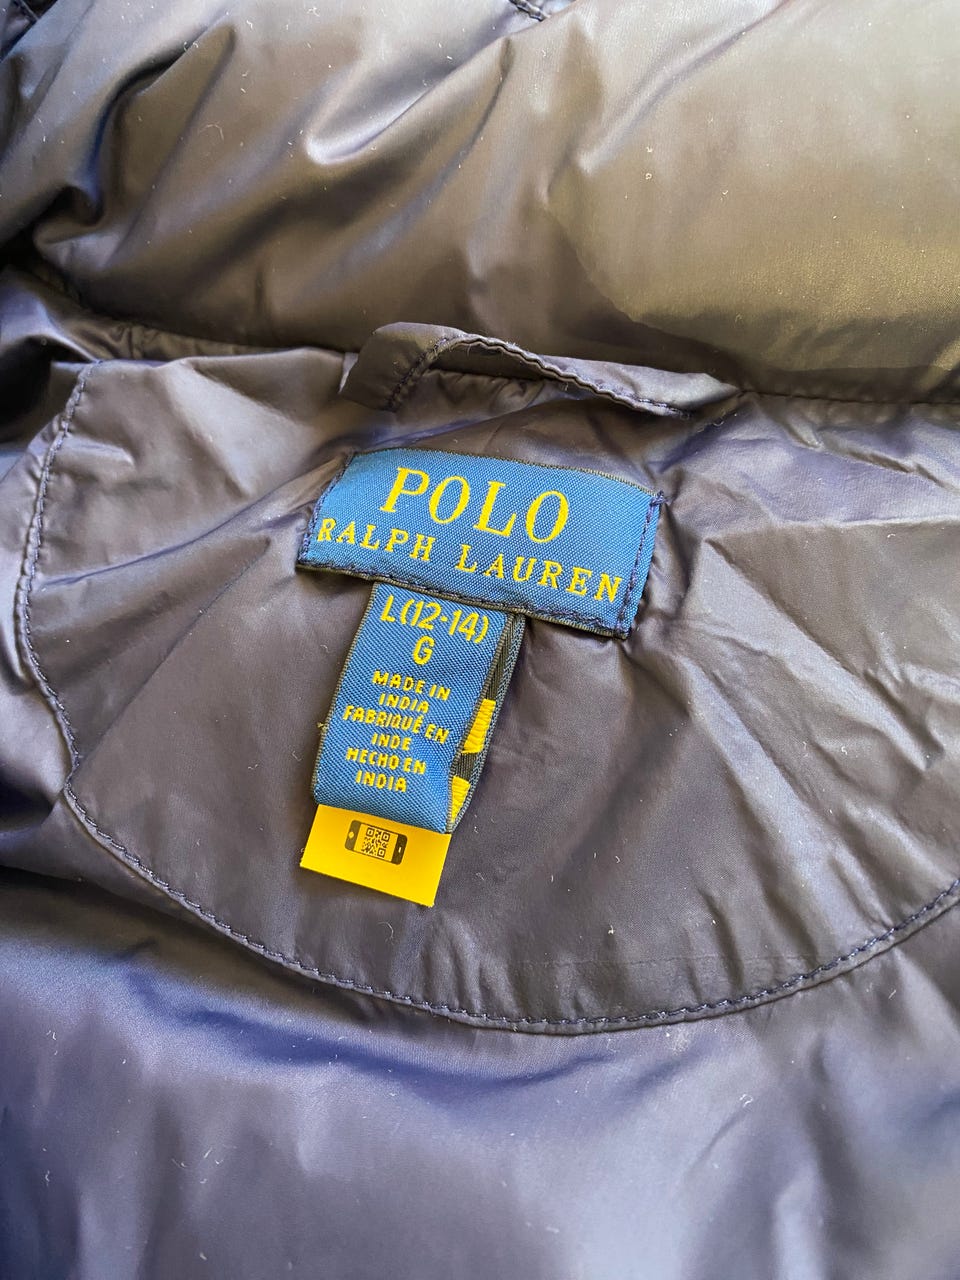 POLO
RALPH LAUREN
L(12-14)
G
MADE IN
INDIA
FABRIQUÉ EN
INDE
HECHO EN
INDIA